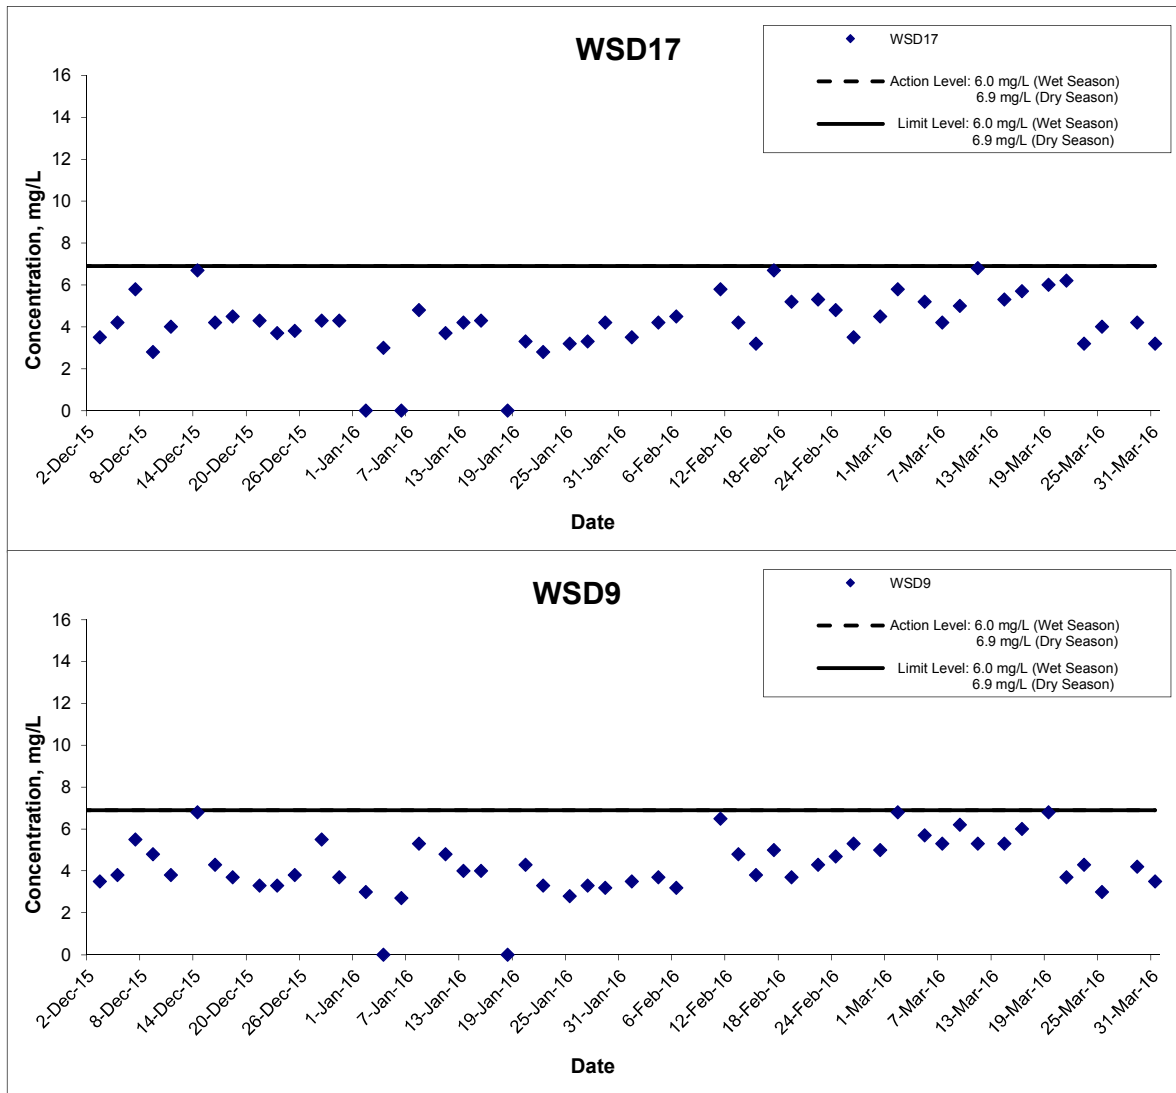 WSD17
WSD17
Action Level: 6.0 mg/L (Wet Season)
6.9 mg/L (Dry Season)
Limit Level: 6.0 mg/L (Wet Season)
6.9 mg/L (Dry Season)
Concentration, mg/L
16
14
12
10
8
6
4
2
0
2-Dec-15
8-Dec-15
14-Dec-15
20-Dec-15
26-Dec-15
1-Jan-16
7-Jan-16
13-Jan-16
19-Jan-16
25-Jan-16
31-Jan-16
6-Feb-16
12-Feb-16
18-Feb-16
24-Feb-16
1-Mar-16
7-Mar-16
13-Mar-16
19-Mar-16
25-Mar-16
31-Mar-16
Date
WSD9
WSD9
Action Level: 6.0 mg/L (Wet Season)
6.9 mg/L (Dry Season)
Limit Level: 6.0 mg/L (Wet Season)
6.9 mg/L (Dry Season)
Concentration, mg/L
16
14
12
10
8
6
4
2
0
2-Dec-15
8-Dec-15
14-Dec-15
20-Dec-15
26-Dec-15
1-Jan-16
7-Jan-16
13-Jan-16
19-Jan-16
25-Jan-16
31-Jan-16
6-Feb-16
12-Feb-16
18-Feb-16
24-Feb-16
1-Mar-16
7-Mar-16
13-Mar-16
19-Mar-16
25-Mar-16
31-Mar-16
Date